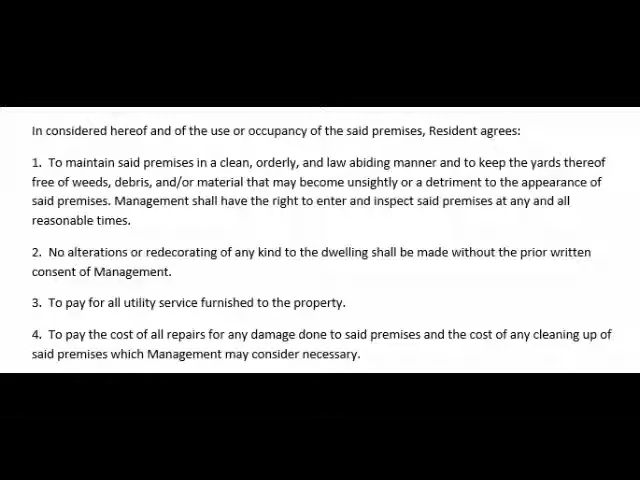 In considered hereof and of the use or occupancy of the said premises, Resident agrees:
1. To maintain said premises in a clean, orderly, and law abiding manner and to keep the yards thereof
free of weeds, debris, and/or material that may become unsightly or a detriment to the appearance of
said premises. Management shall have the right to enter and inspect said premises at any and all
reasonable times.
2. No alterations or redecorating of any kind to the dwelling shall be made without the prior written
consent of Management.
3. To pay for all utility service furnished to the property.
4. To pay the cost of all repairs for any damage done to said premises and the cost of any cleaning up of
said premises which Management may consider necessary.